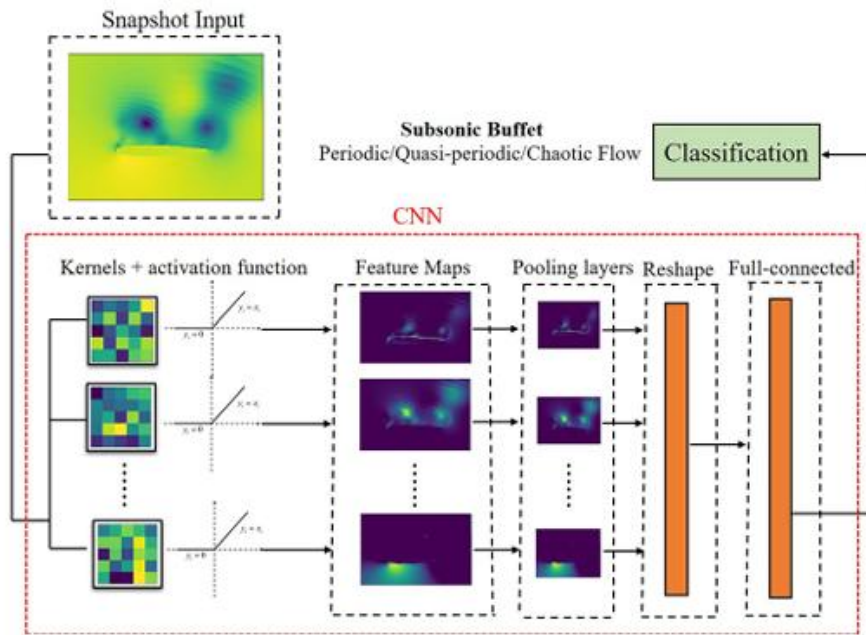 Snapshot Input
Subsonic Buffet
Periodic/Quasi-periodic/Chaotic Flow
Classification
CNN
Kernels + activation function
Feature Maps
Pooling layers
Reshape
Full-connected